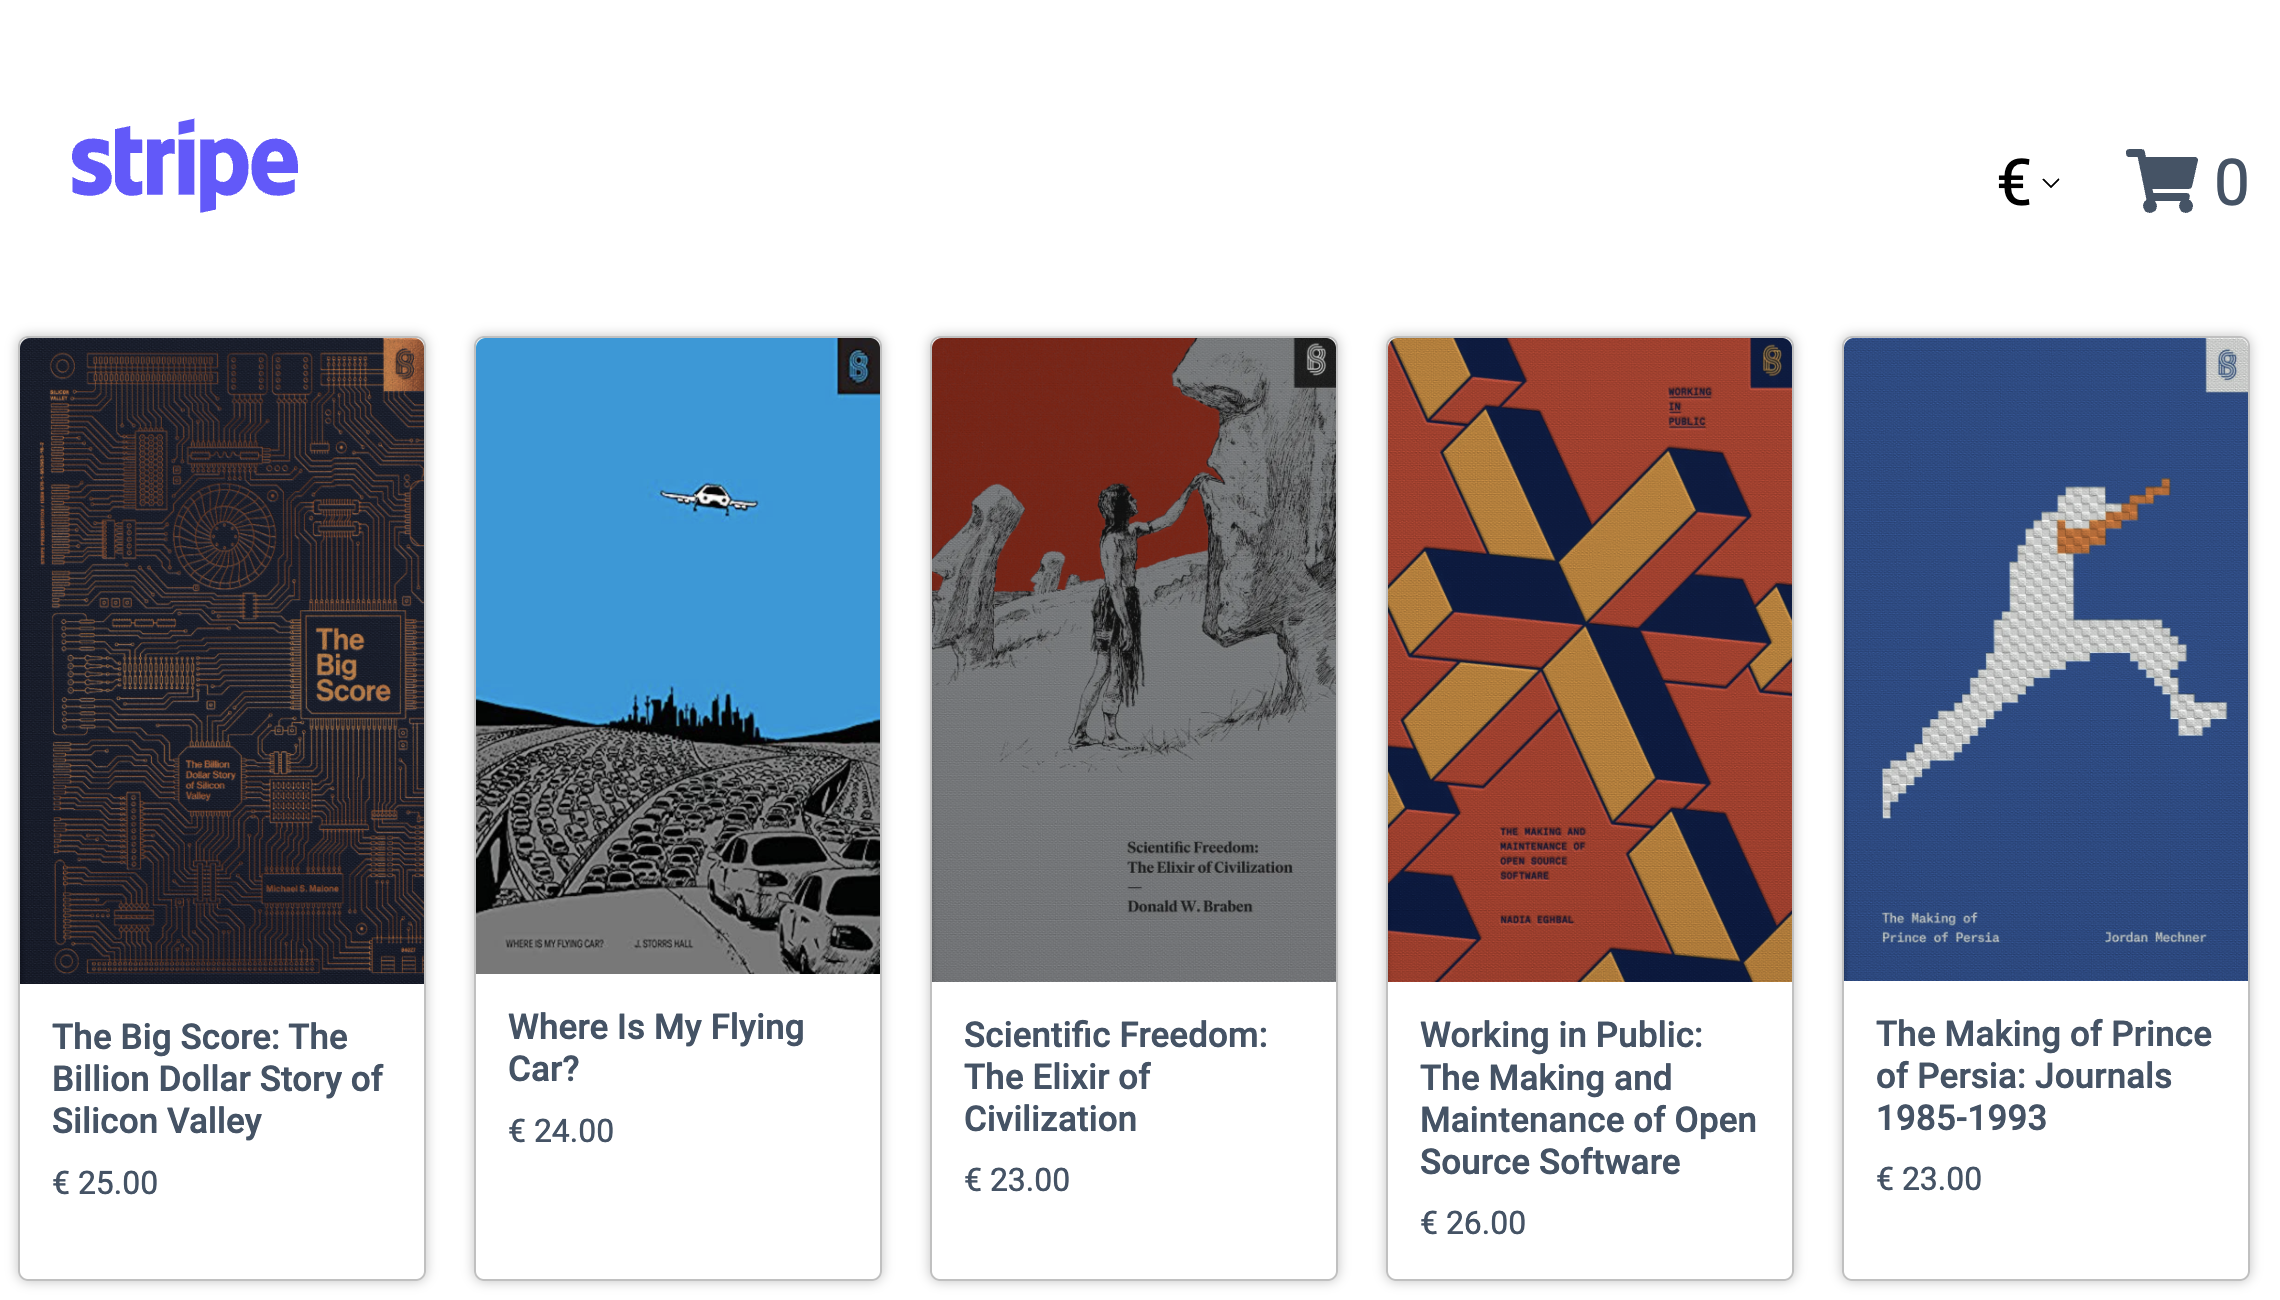 stripe
€
0
SILICON
VALLEY
The
Big
Score
The Billion
Dollar Story
of Silicon
Valley
Michael S. Malone
WHERE IS MY FLYING CAR? J. STORRS HALL
Scientific Freedom:
The Elixir of Civilization
—
Donald W. Braben
WORKING
IN
PUBLIC
THE MAKING AND
MAINTENANCE OF
OPEN SOURCE
SOFTWARE
NADIA EGHBAL
The Making of
Prince of Persia
Jordan Mechner
The Big Score: The
Billion Dollar Story of
Silicon Valley
€ 25.00
Where Is My Flying
Car?
€ 24.00
Scientific Freedom:
The Elixir of
Civilization
€ 23.00
Working in Public:
The Making and
Maintenance of Open
Source Software
€ 26.00
The Making of Prince
of Persia: Journals
1985-1993
€ 23.00